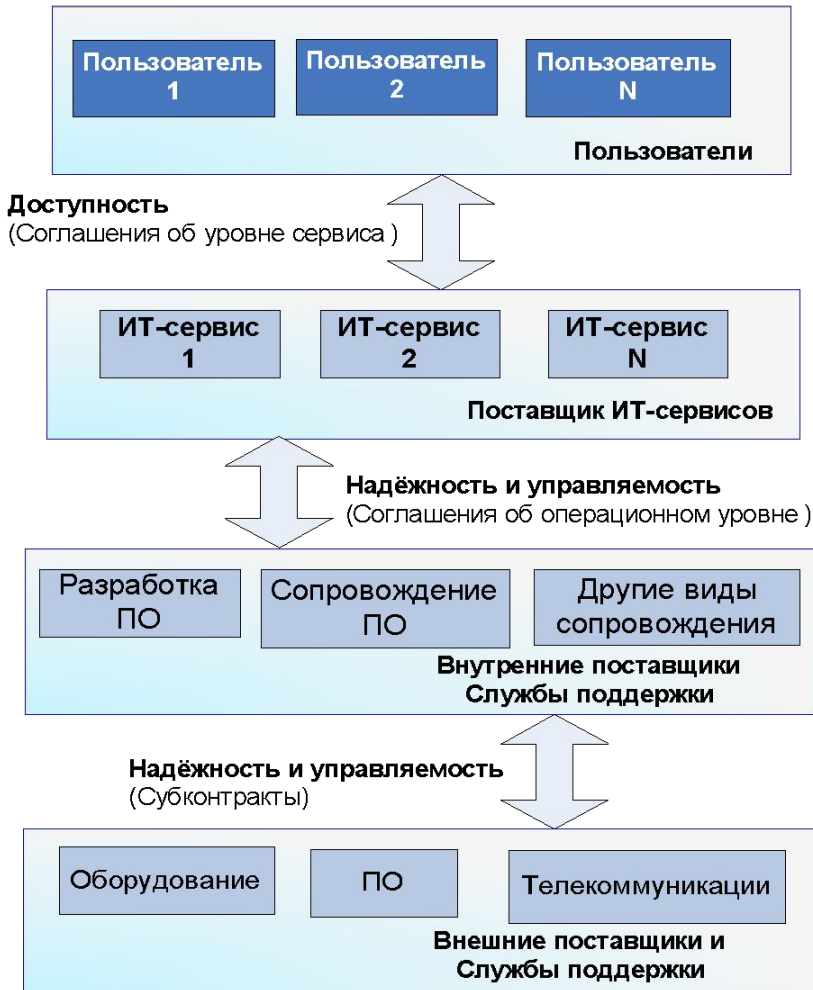 Пользователь
1
Пользователь
2
Пользователь
N
Пользователи
Доступность
(Соглашения об уровне сервиса )
ИТ-сервис
1
ИТ-сервис
2
ИТ-сервис
N
Поставщик ИТ-сервисов
Надёжность и управляемость
(Соглашения об операционном уровне )
Разработка
ПО
Сопровождение
ПО
Другие виды
сопровождения
Внутренние поставщики
Службы поддержки
Надёжность и управляемость
(Субконтракты)
Оборудование
ПО
Телекоммуникации
Внешние поставщики и
Службы поддержки